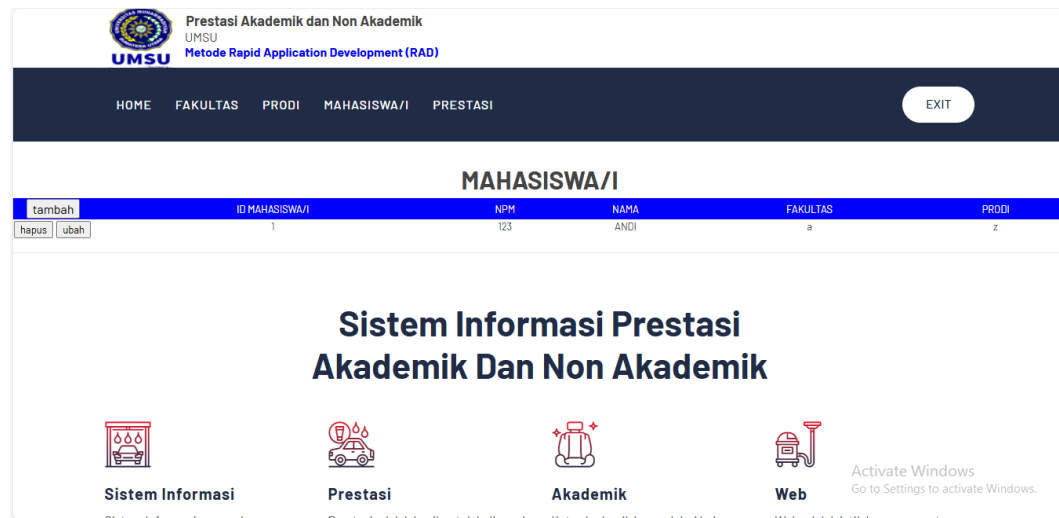 Prestasi Akademik dan Non Akademik
UMSU
Metode Rapid Application Development (RAD)
UMSU
HOME FAKULTAS PRODI MAHASISWA/I PRESTASI EXIT
MAHASISWA/I
tambah ID MAHASISWA/I NPM NAMA FAKULTAS PRODI
hapus ubah 1 123 ANDI a z
Sistem Informasi Prestasi
Akademik Dan Non Akademik
Sistem Informasi Prestasi Akademik Web
Activate Windows
Go to Settings to activate Windows.